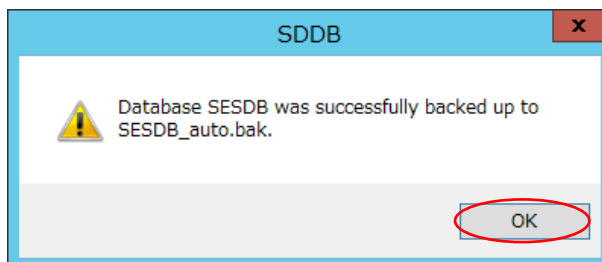 SDDB
x
Database SESDB was successfully backed up to
SESDB_auto.bak.
OK